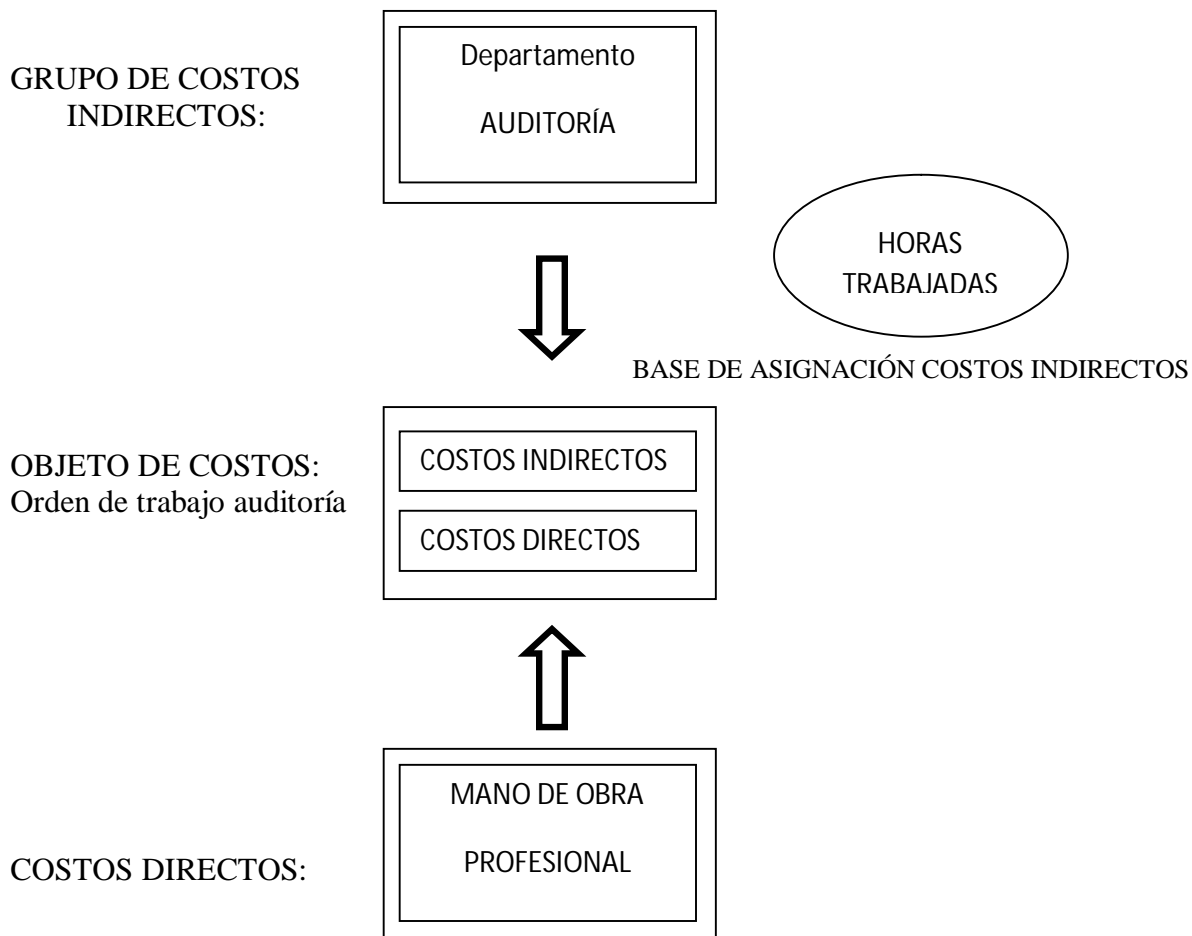 Departamento
AUDITORÍA
GRUPO DE COSTOS
INDIRECTOS:
HORAS
TRABAJADAS
BASE DE ASIGNACIÓN COSTOS INDIRECTOS
OBJETO DE COSTOS:
Orden de trabajo auditoría
COSTOS INDIRECTOS
COSTOS DIRECTOS
MANO DE OBRA
PROFESIONAL
COSTOS DIRECTOS: